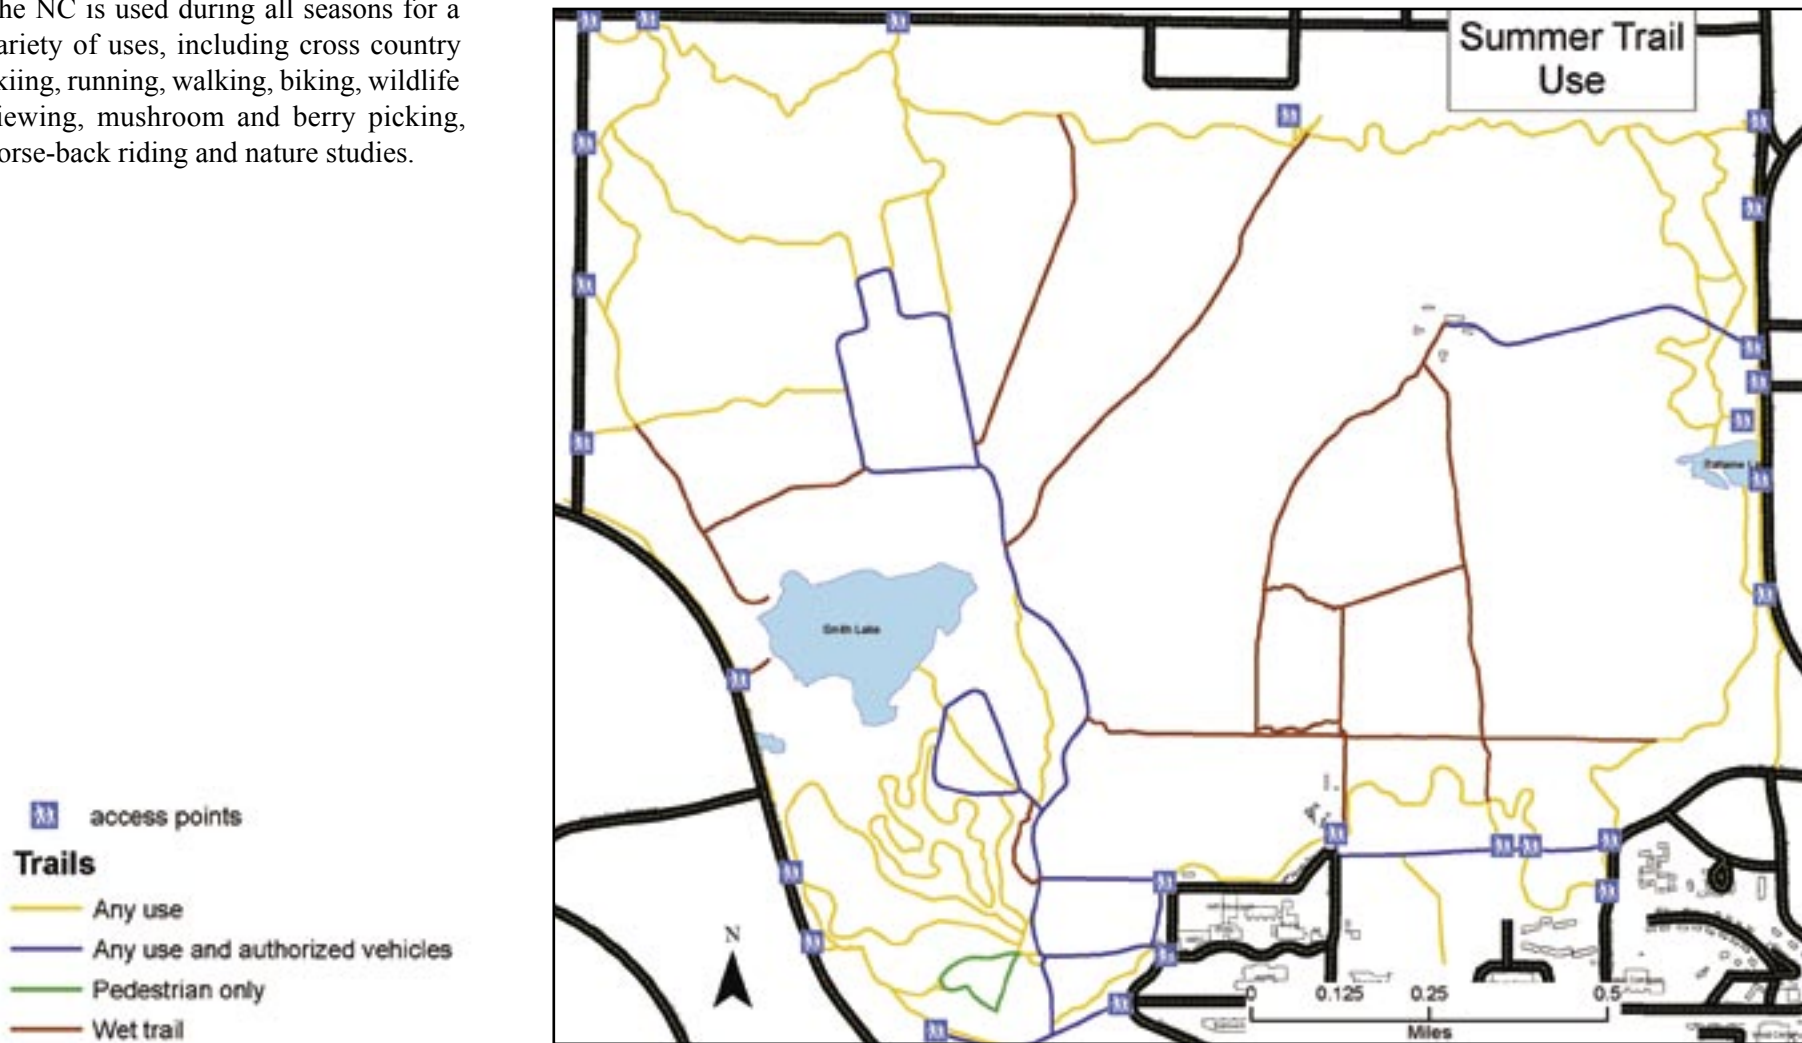 he NC is used during all seasons for a
ariety of uses, including cross country
kiing, running, walking, biking, wildlife
iewing, mushroom and berry picking,
orse-back riding and nature studies.
Summer Trail
Use
Smith Lake
N
access points
Trails
Any use
Any use and authorized vehicles
Pedestrian only
Wet trail
0 0.125 0.25 0.5
Miles